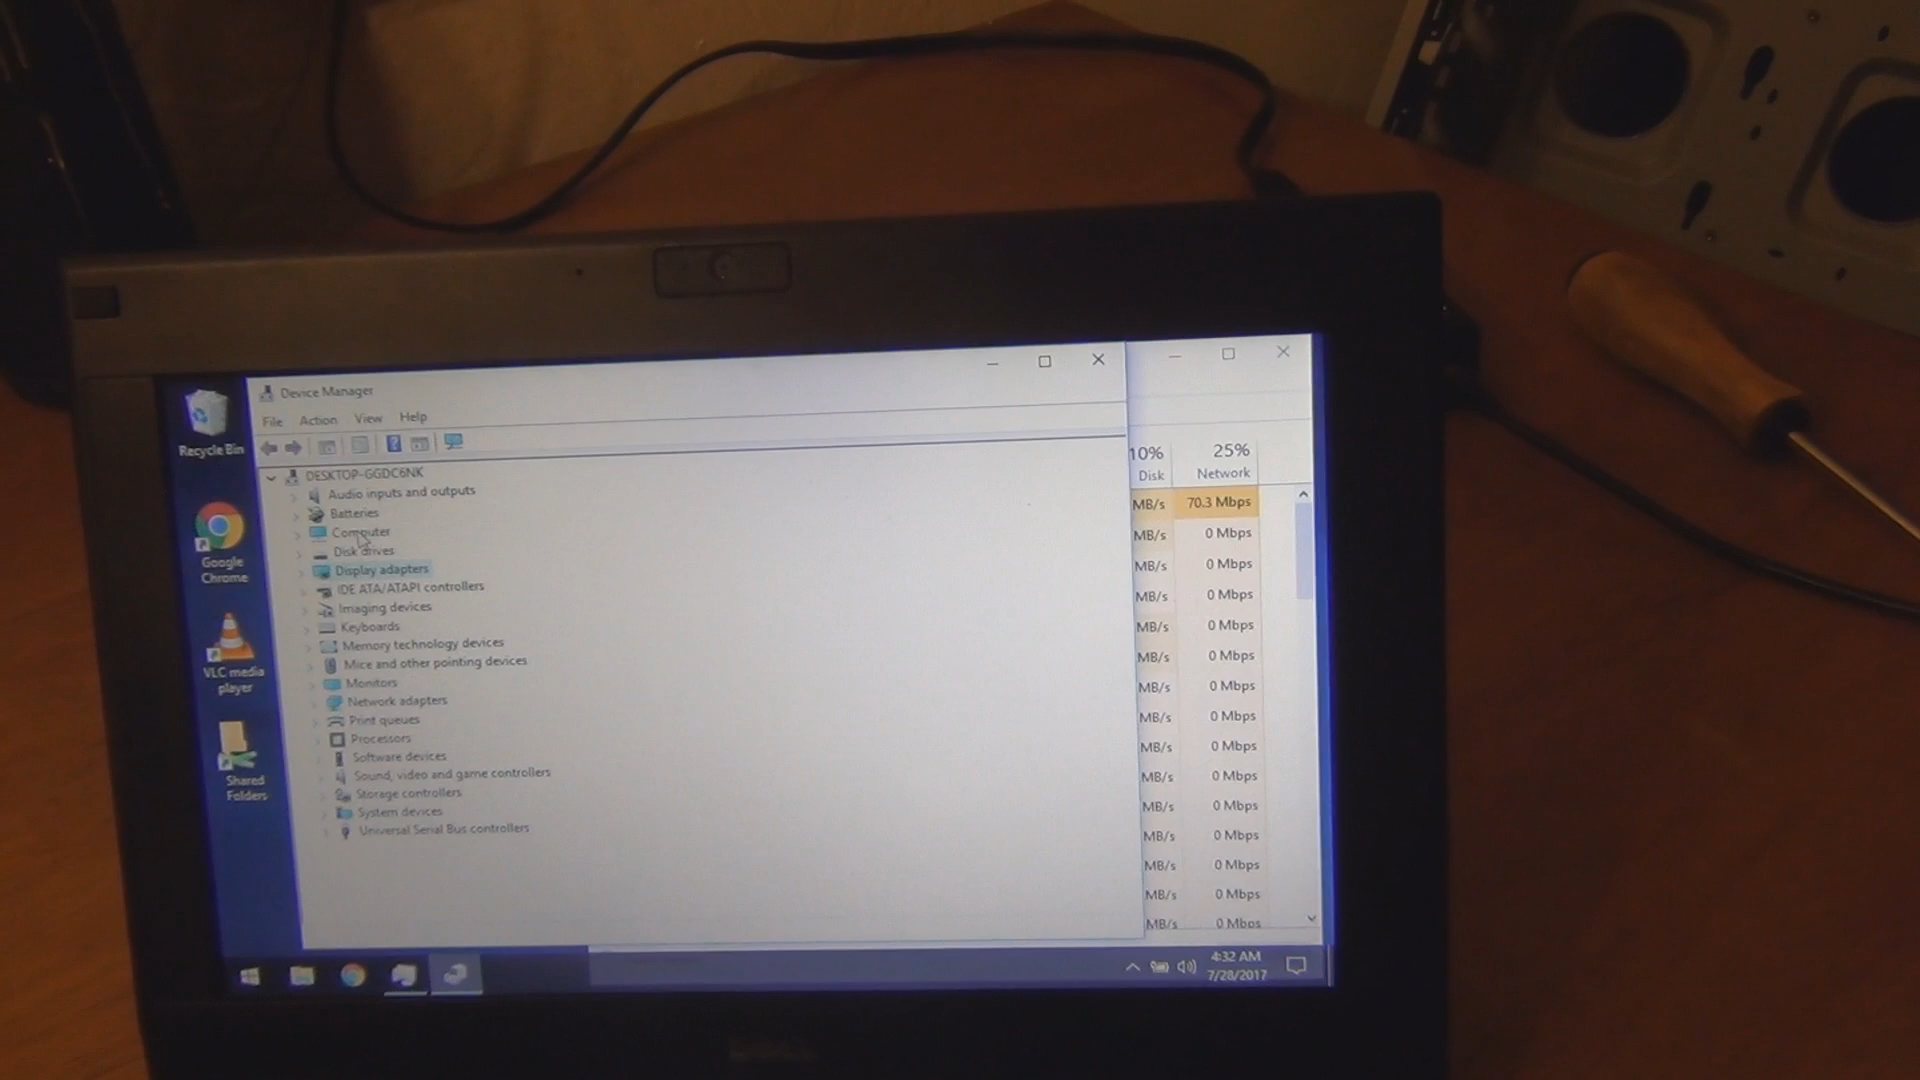 Device Manager
File Action View Help
DESKTOP-GGDC6NK
Audio inputs and outputs
Batteries
Computer
Disk drives
Display adapters
IDE ATA/ATAPI controllers
Imaging devices
Keyboards
Memory technology devices
Mice and other pointing devices
Monitors
Network adapters
Print queues
Processors
Software devices
Sound, video and game controllers
Storage controllers
System devices
Universal Serial Bus controllers
Recycle Bin
Google
Chrome
VLC media
player
Shared
Folders
10% 25%
Disk Network
MB/s 70.3 Mbps
MB/s 0 Mbps
MB/s 0 Mbps
MB/s 0 Mbps
MB/s 0 Mbps
MB/s 0 Mbps
MB/s 0 Mbps
MB/s 0 Mbps
MB/s 0 Mbps
MB/s 0 Mbps
MB/s 0 Mbps
MB/s 0 Mbps
MB/s 0 Mbps
MB/s 0 Mbps
MB/s 0 Mbps
4:32 AM
7/28/2017